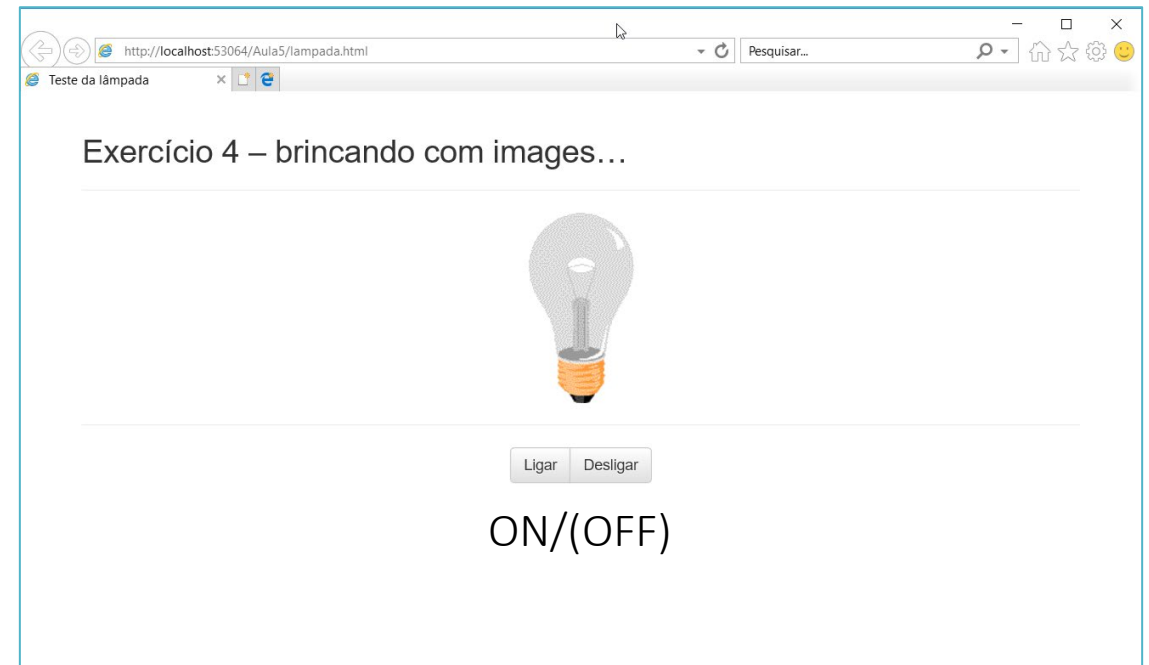 http://localhost:53064/Aula5/lampada.html
Pesquisar...
Teste da lâmpada
Exercício 4 – brincando com images…
Ligar
Desligar
ON/(OFF)